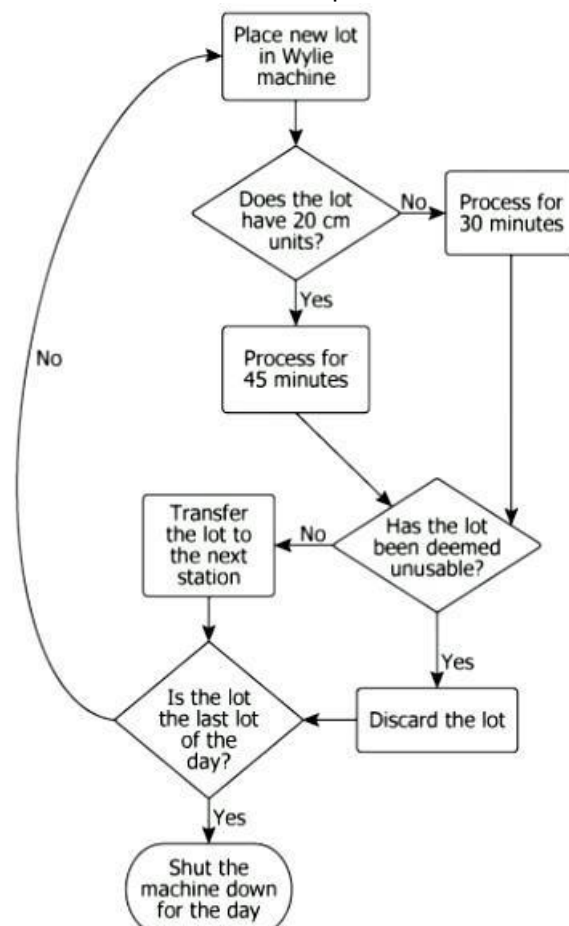 Place new lot
in Wylie
machine
Does the lot
have 20 cm
units?
No
Process for
30 minutes
Yes
Process for
45 minutes
No
Transfer
the lot to
the next
station
No
Has the lot
been deemed
unusable?
Yes
Is the lot
the last lot
of the
day?
Discard the lot
Yes
Shut the
machine down
for the day